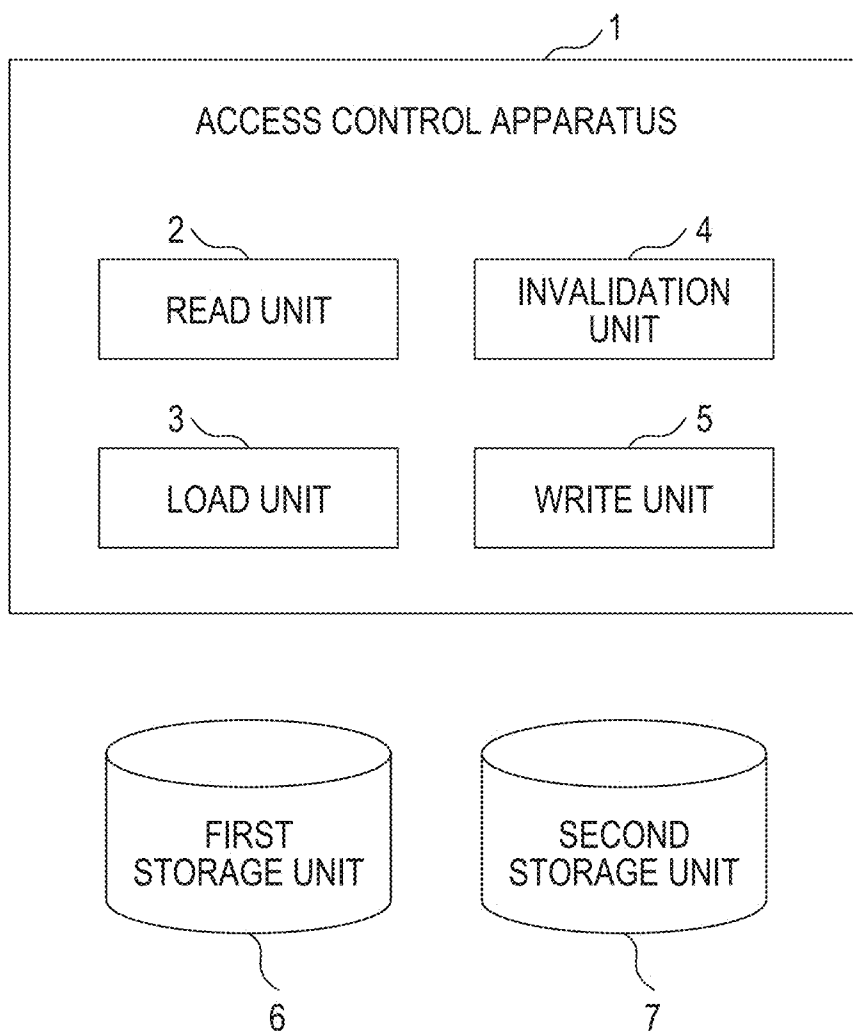 1
ACCESS CONTROL APPARATUS
2
4
READ UNIT
INVALIDATION
UNIT
3
5
LOAD UNIT
WRITE UNIT
FIRST
STORAGE UNIT
SECOND
STORAGE UNIT
6
7